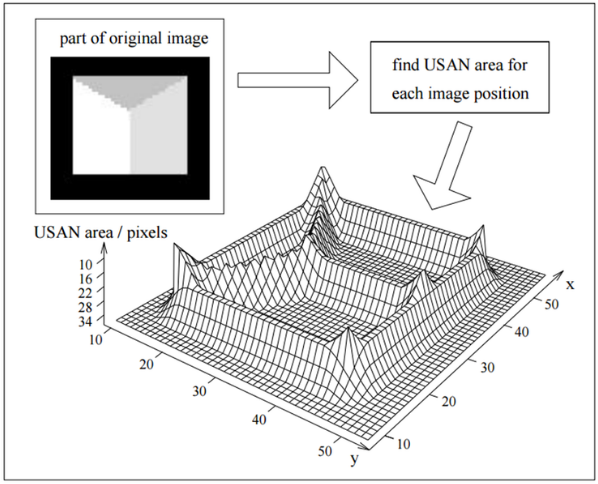 part of original image
find USAN area for
each image position
USAN area / pixels
10
16
22
28
34
10
20
30
40
50
y
10
20
30
40
50
x